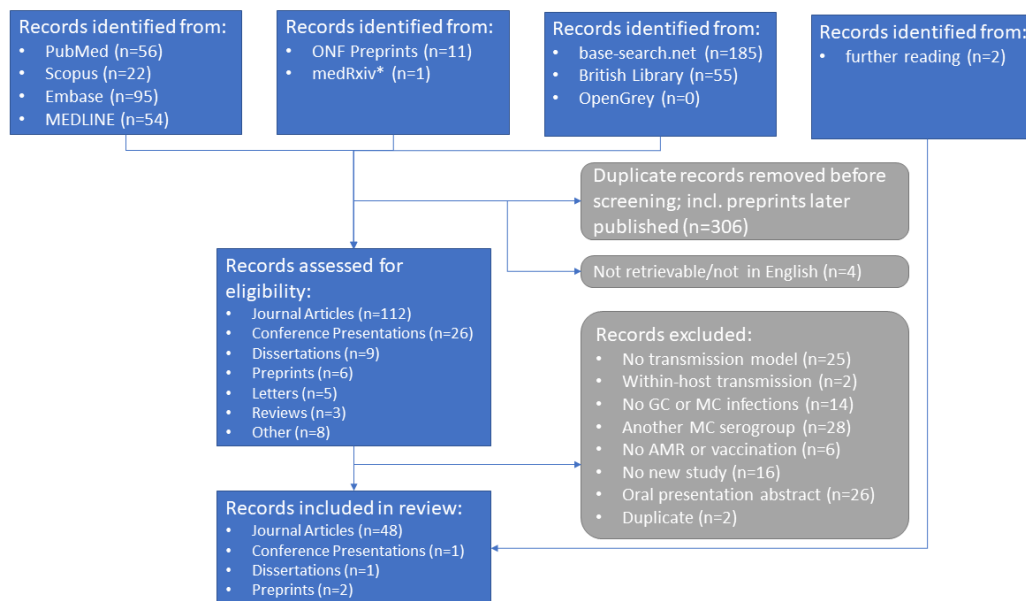 Records identified from:
• PubMed (n=56)
• Scopus (n=22)
• Embase (n=95)
• MEDLINE (n=54)
Records identified from:
• ONF Preprints (n=11)
• medRxiv* (n=1)
Records identified from:
• base-search.net (n=185)
• British Library (n=55)
• OpenGrey (n=0)
Records identified from:
• further reading (n=2)
Duplicate records removed before
screening; incl. preprints later
published (n=306)
Not retrievable/not in English (n=4)
Records assessed for
eligibility:
• Journal Articles (n=112)
• Conference Presentations (n=26)
• Dissertations (n=9)
• Preprints (n=6)
• Letters (n=5)
• Reviews (n=3)
• Other (n=8)
Records excluded:
• No transmission model (n=25)
• Within-host transmission (n=2)
• No GC or MC infections (n=14)
• Another MC serogroup (n=28)
• No AMR or vaccination (n=6)
• No new study (n=16)
• Oral presentation abstract (n=26)
• Duplicate (n=2)
Records included in review:
• Journal Articles (n=48)
• Conference Presentations (n=1)
• Dissertations (n=1)
• Preprints (n=2)